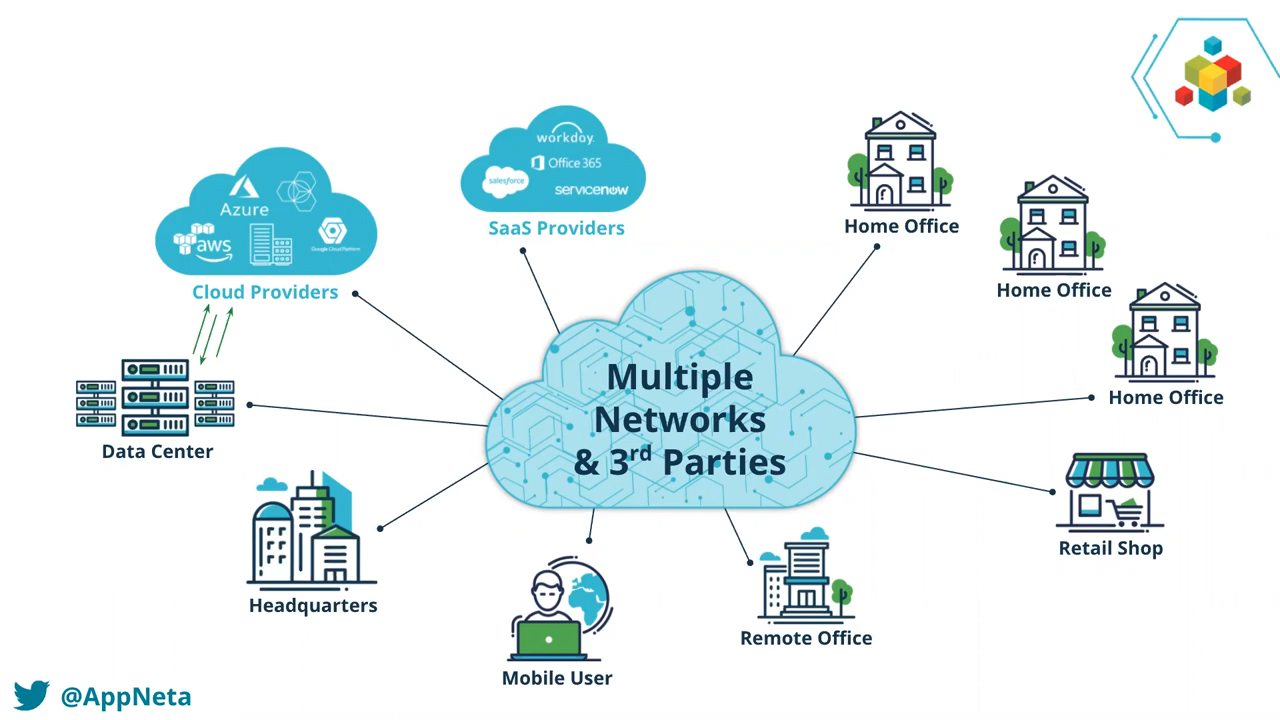 workday.
Office 365
salesforce
servicenow
SaaS Providers
Azure
aws
Google Cloud Platform
Cloud Providers
Home Office
Home Office
Home Office
Multiple
Networks
& 3rd Parties
Data Center
Headquarters
Mobile User
Remote Office
Retail Shop
@AppNeta